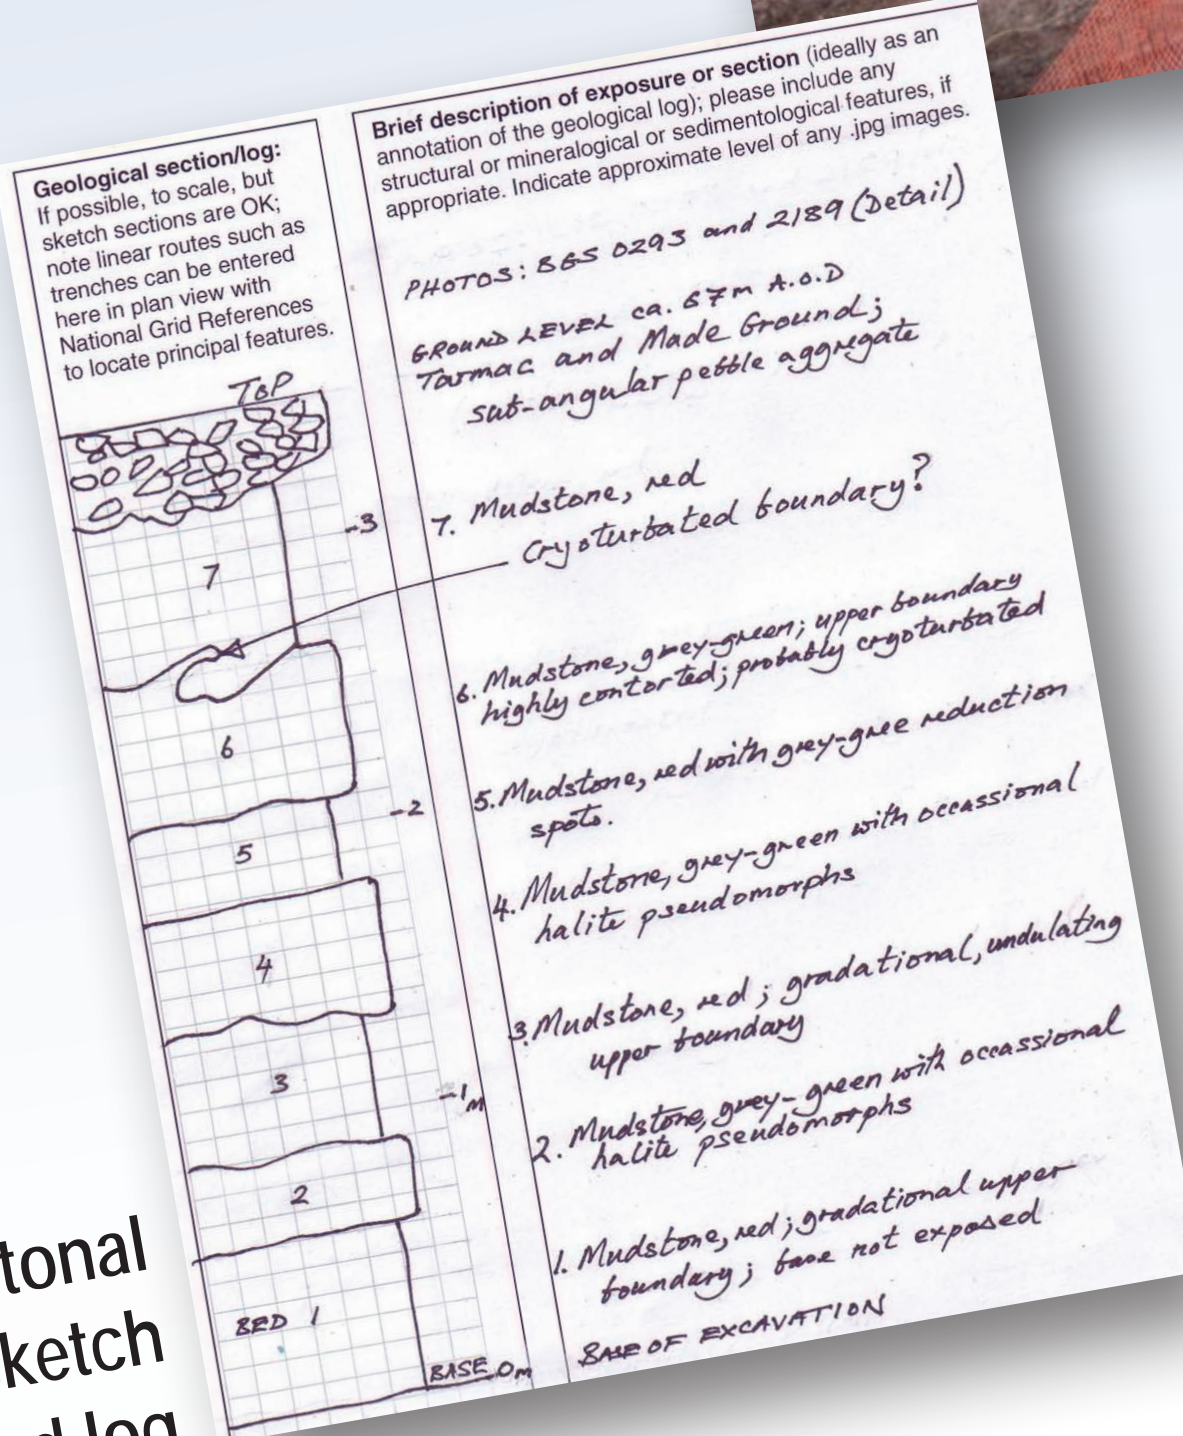 Geological section/log:
If possible, to scale, but
sketch sections are OK;
note linear routes such as
trenches can be entered
here in plan view with
National Grid References
to locate principal features.
TOP
-3
7
6
-2
5
4
3
-1m
2
BED 1
BASE 0m
Brief description of exposure or section (ideally as an
annotation of the geological log); please include any
structural or mineralogical or sedimentological features, if
appropriate. Indicate approximate level of any .jpg images.
PHOTOS: BGS 0293 and 2189 (Detail)
GROUND LEVEL ca. 67m A.O.D
Tarmac and Made Ground;
sub-angular pebble aggregate
7. Mudstone, red
Cryoturbated boundary?
6. Mudstone, grey-green; upper boundary
highly contorted; probably cryoturbated
5. Mudstone, red with grey-gree reduction
spots.
4. Mudstone, grey-green with occassional
halite pseudomorphs
3. Mudstone, red; gradational, undulating
upper boundary
2. Mudstone, grey-green with occassional
halite pseudomorphs
1. Mudstone, red; gradational upper
boundary; base not exposed
BASE OF EXCAVATION
tonal
ketch
d log